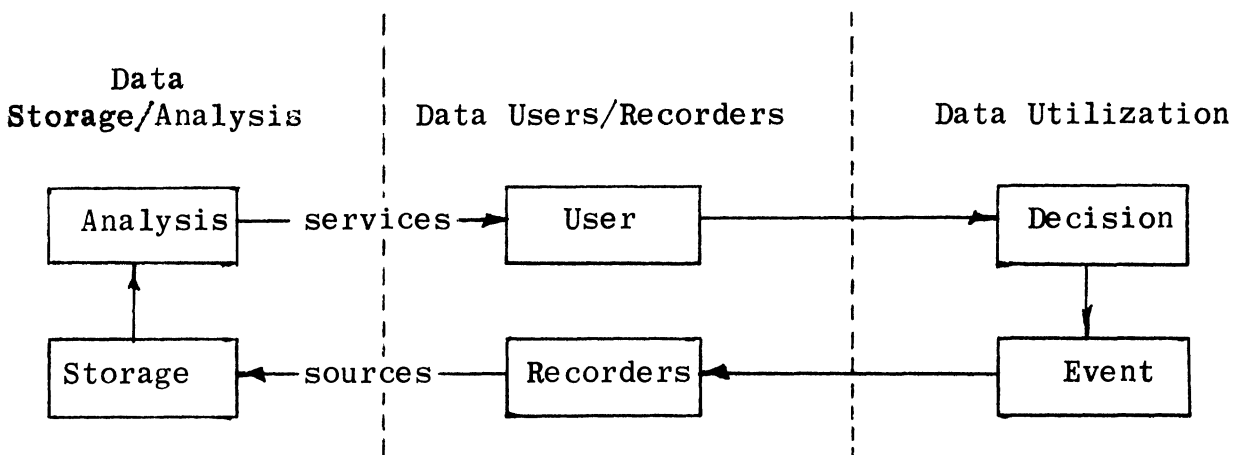 Data
Storage/Analysis
Data Users/Recorders
Data Utilization
Analysis
services
User
Decision
Storage
sources
Recorders
Event